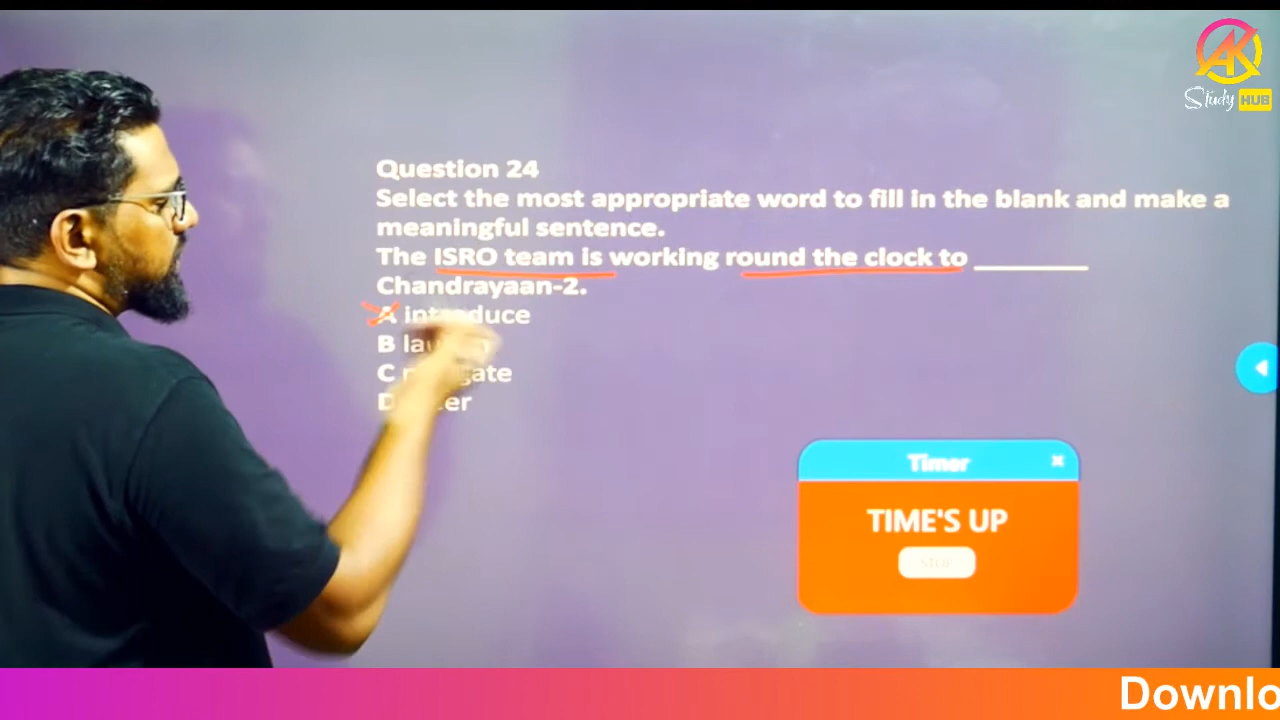 AK
Study HUB
Question 24
Select the most appropriate word to fill in the blank and make a
meaningful sentence.
The ISRO team is working round the clock to ________
Chandrayaan-2.
A introduce
B
C
D
Timer ×
TIME'S UP
Downlo